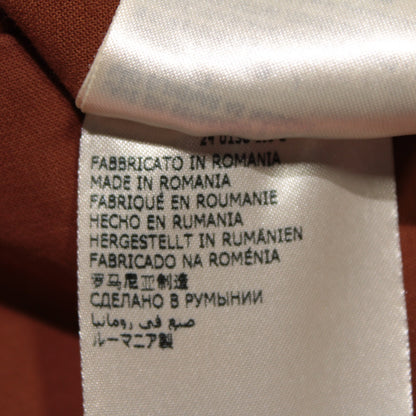 FABBRICATO IN ROMANIA
MADE IN ROMANIA
FABRIQUÉ EN ROUMANIE
HECHO EN RUMANIA
HERGESTELLT IN RUMÄNIEN
FABRICADO NA ROMÉNIA
罗马尼亚制造
СДЕЛАНО В РУМЫНИИ
صنع في رومانيا
ルーマニア製